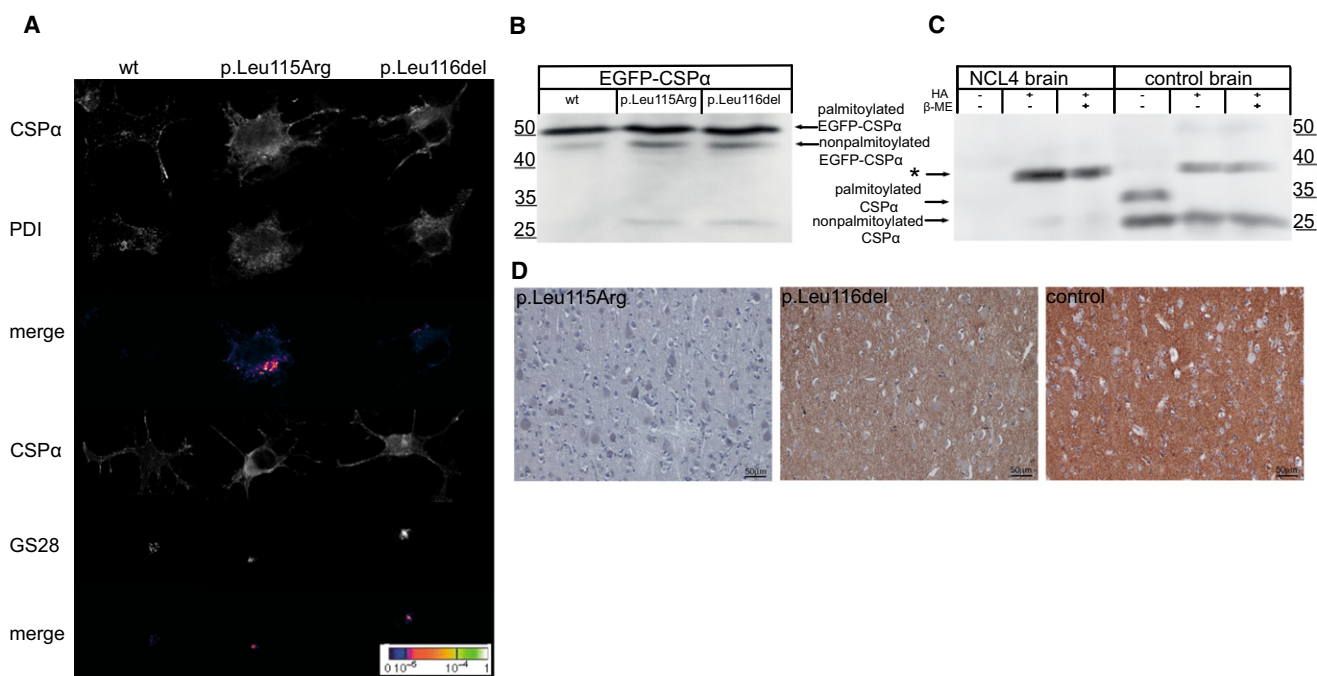 A
wt p.Leu115Arg p.Leu116del
CSPα
PDI
merge
CSPα
GS28
merge
0 10⁻⁶ 10⁻⁴ 1
B
EGFP-CSPα
wt p.Leu115Arg p.Leu116del
50
40
35
25
palmitoylated
EGFP-CSPα
nonpalmitoylated
EGFP-CSPα
*
palmitoylated
CSPα
nonpalmitoylated
CSPα
C
NCL4 brain control brain
HA - + + - + +
β-ME - - + - - +
50
40
35
25
D
p.Leu115Arg
50µm
p.Leu116del
50µm
control
50µm